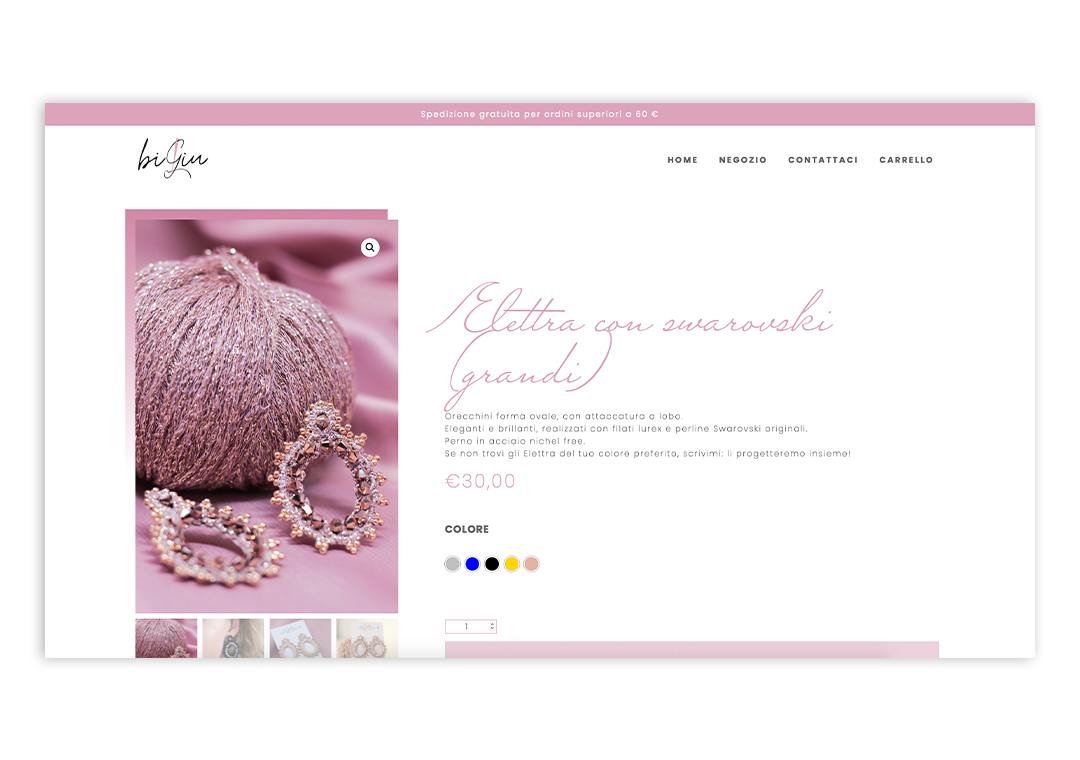 Spedizione gratuita per ordini superiori a 60 €
biGiu
HOME NEGOZIO CONTATTACI CARRELLO
Elettra con swarovski
(grandi)
Orecchini forma ovale, con attaccatura a lobo.
Eleganti e brillanti, realizzati con filati lurex e perline Swarovski originali.
Perno in acciaio nichel free.
Se non trovi gli Elettra del tuo colore preferito, scrivimi: li progetteremo insieme!
€30,00
COLORE
1